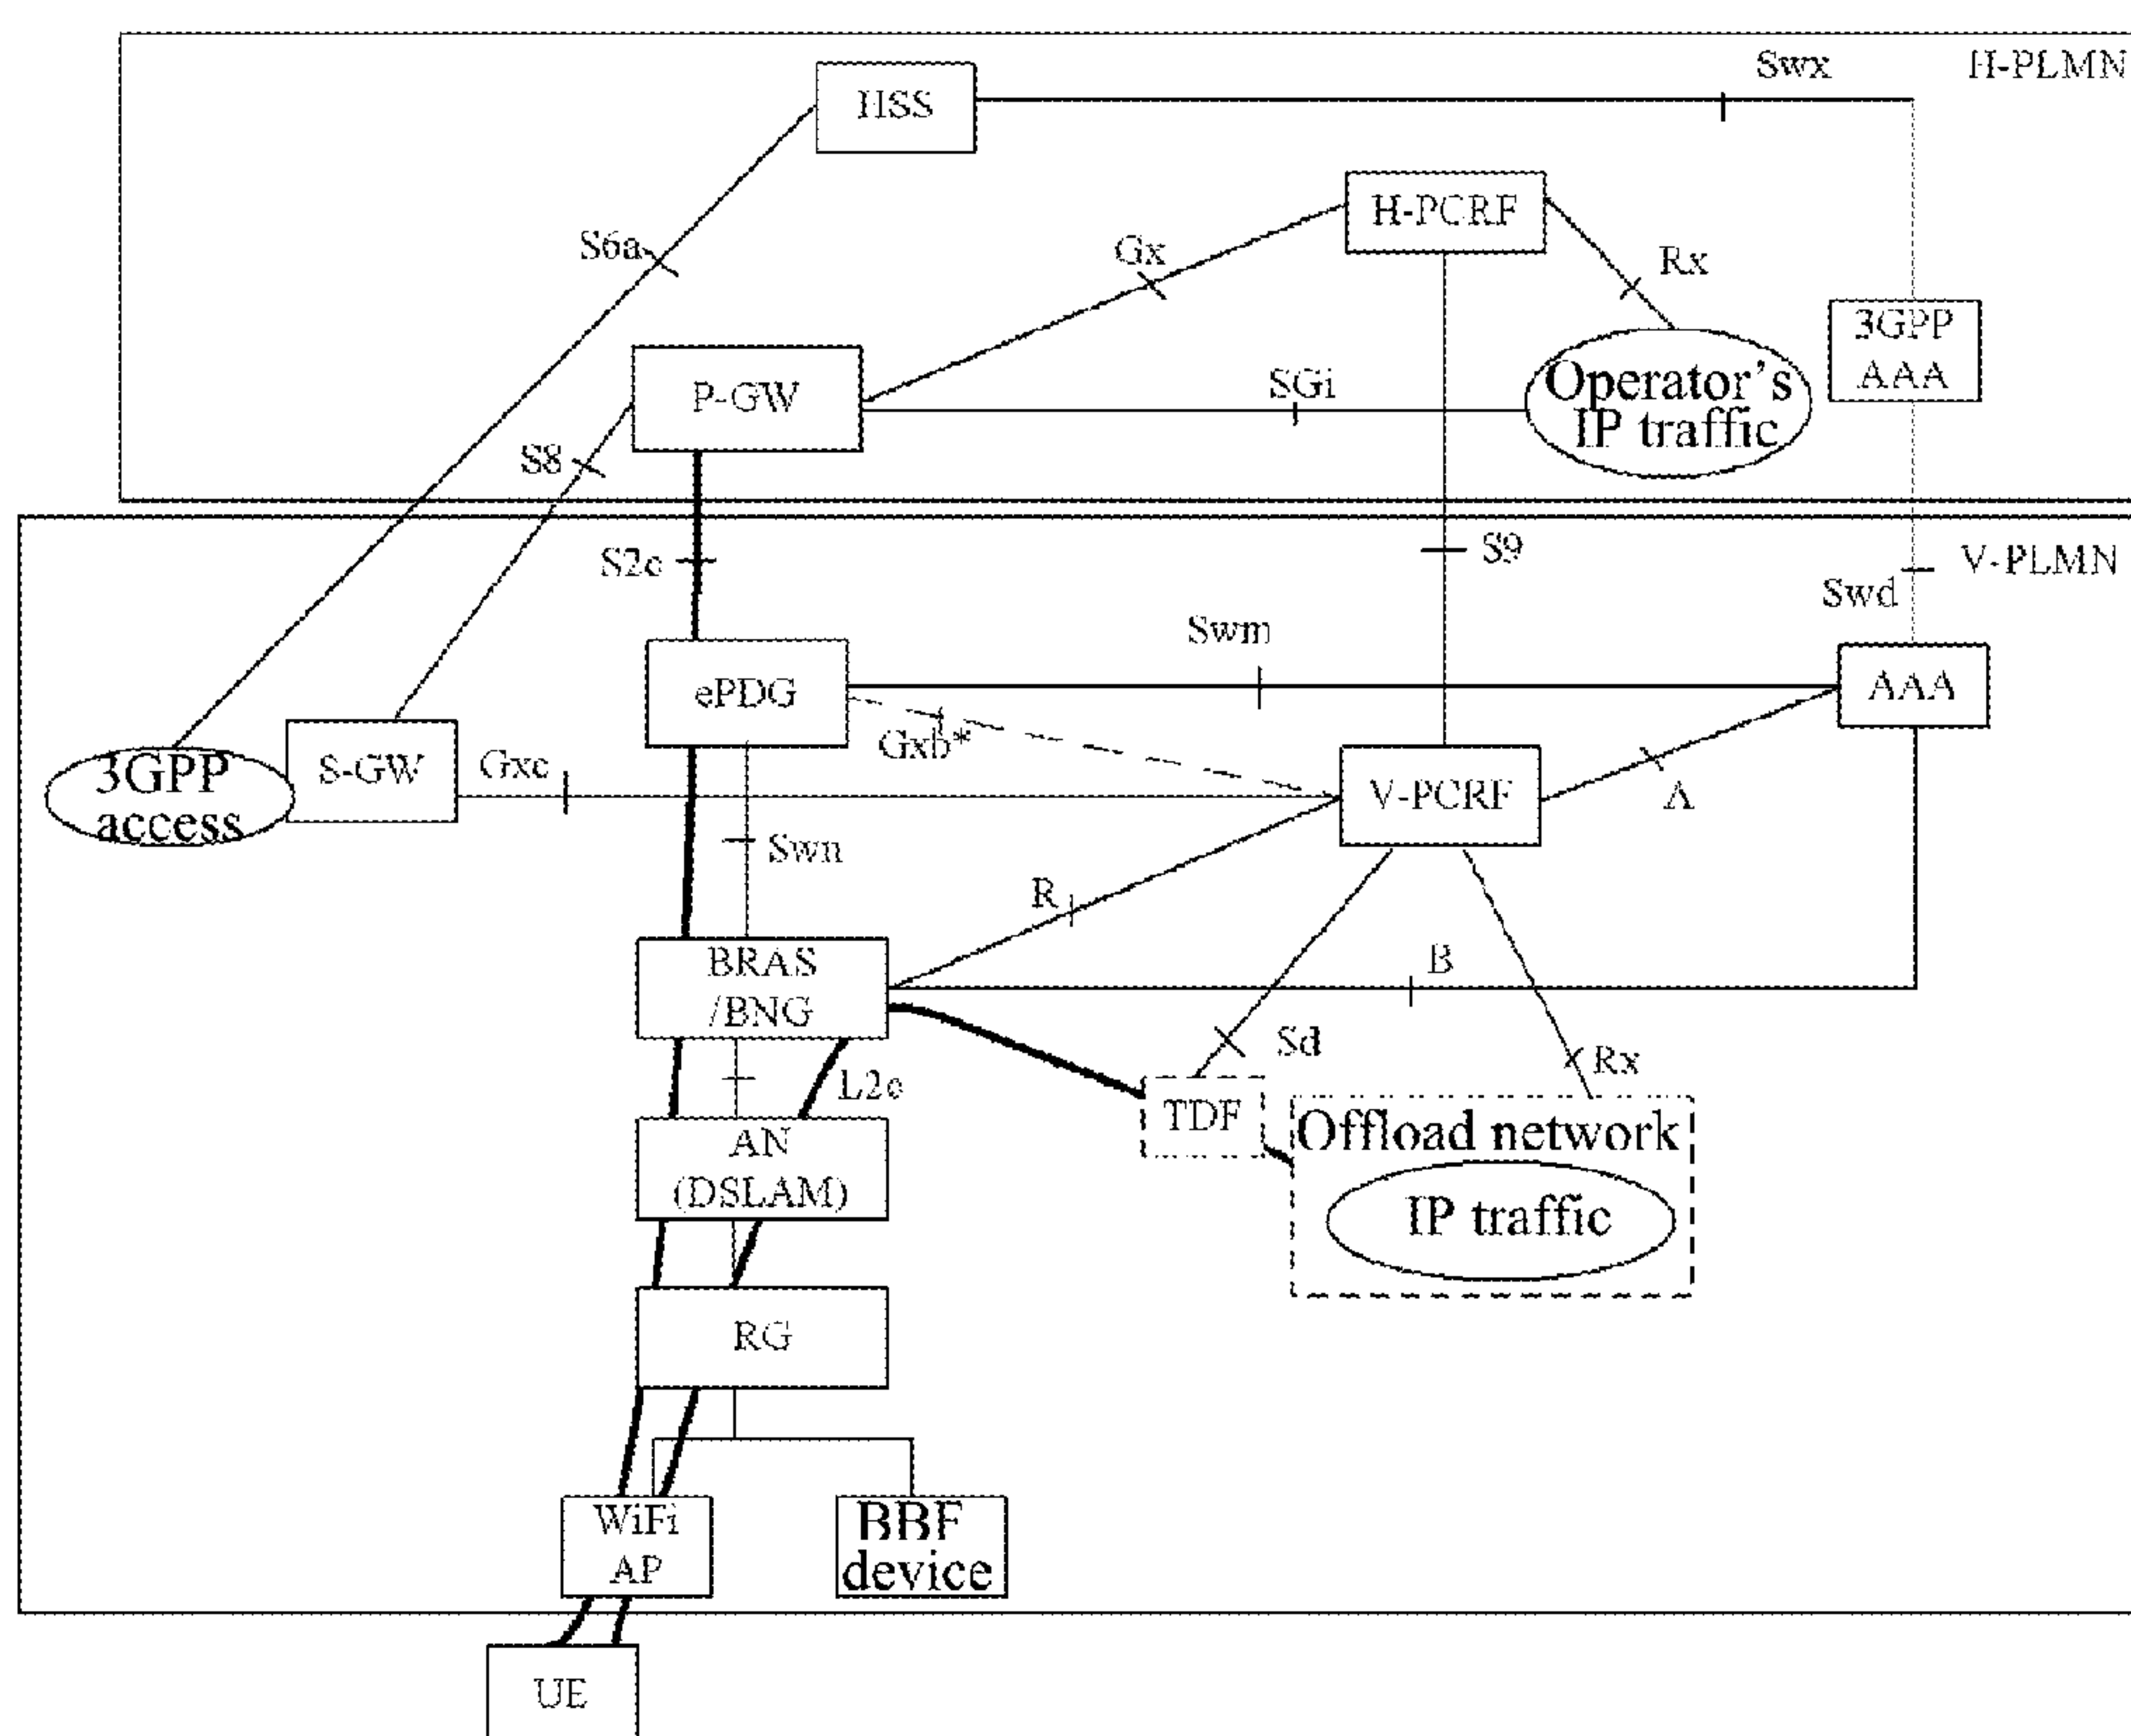 Swx
H-PLMN
HSS
H-PCRF
S6a
Gx
Rx
3GPP
AAA
P-GW
SGi
Operator's
IP traffic
S8
S2c
S9
V-PLMN
Swd
Swm
ePDG
AAA
Gxb*
3GPP
access
S-GW
Gxc
V-PCRF
A
Swn
R
BRAS
/BNG
B
Sd
Rx
L2c
AN
(DSLAM)
TDF
Offload network
IP traffic
RG
WiFi
AP
BBF
device
UE